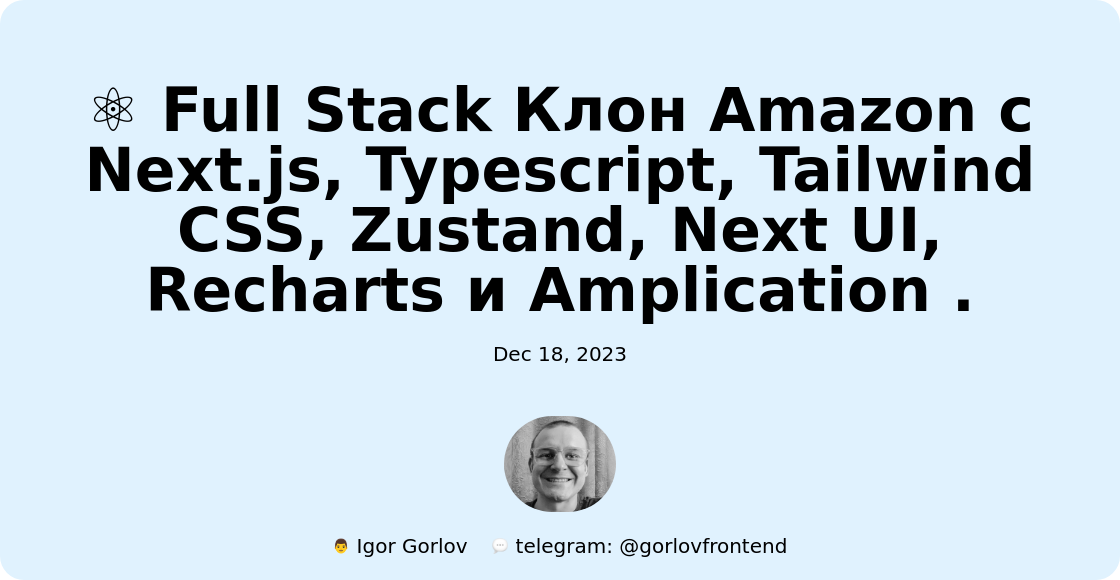 ⚛ Full Stack Клон Amazon с
Next.js, Typescript, Tailwind
CSS, Zustand, Next UI,
Recharts и Amplication .
Dec 18, 2023
👨 Igor Gorlov 💬 telegram: @gorlovfrontend